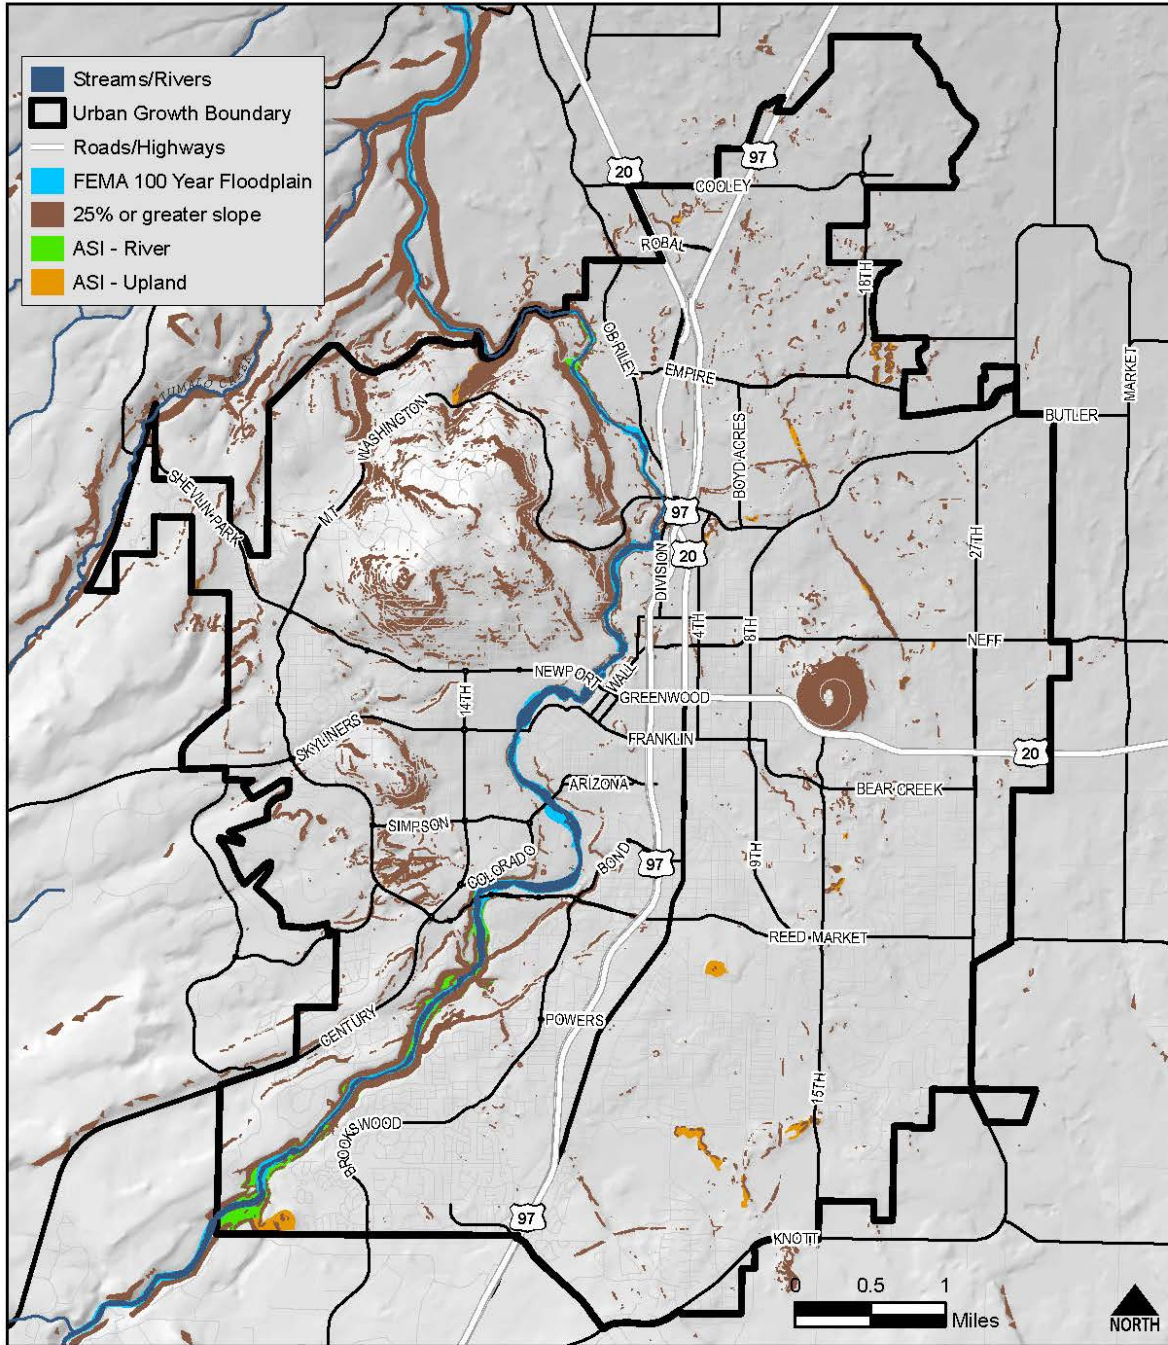 Streams/Rivers
Urban Growth Boundary
Roads/Highways
FEMA 100 Year Floodplain
25% or greater slope
ASI - River
ASI - Upland
97
20
COOLEY
ROBAL
18TH
OB RILEY
EMPIRE
MARKET
TUMALO CREEK
WASHINGTON
MT.
BOYD ACRES
BUTLER
SHEVLIN PARK
97
20
27TH
DIVISION
4TH
8TH
NEFF
NEWPORT
WALL
14TH
GREENWOOD
SKYLINERS
FRANKLIN
20
ARIZONA
BEAR CREEK
SIMPSON
COLORADO
BOND
97
9TH
REED MARKET
CENTURY
POWERS
15TH
BROOKSWOOD
97
KNOTT
0 0.5 1
Miles
NORTH